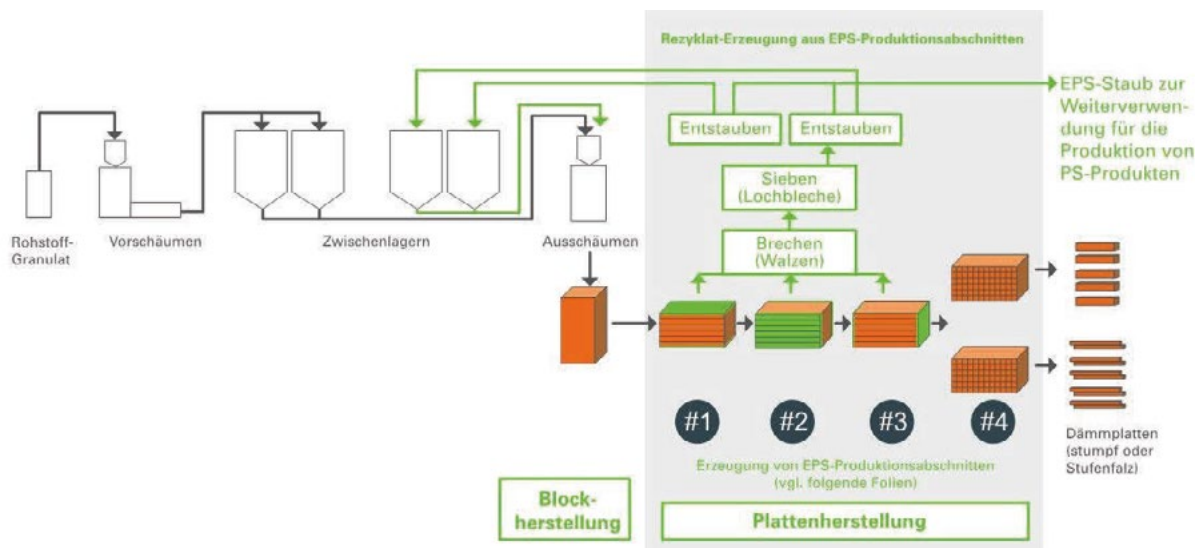 Rezyklat-Erzeugung aus EPS-Produktionsabschnitten
EPS-Staub zur
Weiterverwen-
dung für die
Produktion von
PS-Produkten
Entstauben
Entstauben
Sieben
(Lochbleche)
Brechen
(Walzen)
Rohstoff-
Granulat
Vorschäumen
Zwischenlagern
Ausschäumen
#1
#2
#3
#4
Dämmplatten
(stumpf oder
Stufenfalz)
Erzeugung von EPS-Produktionsabschnitten
(vgl. folgende Folien)
Block-
herstellung
Plattenherstellung